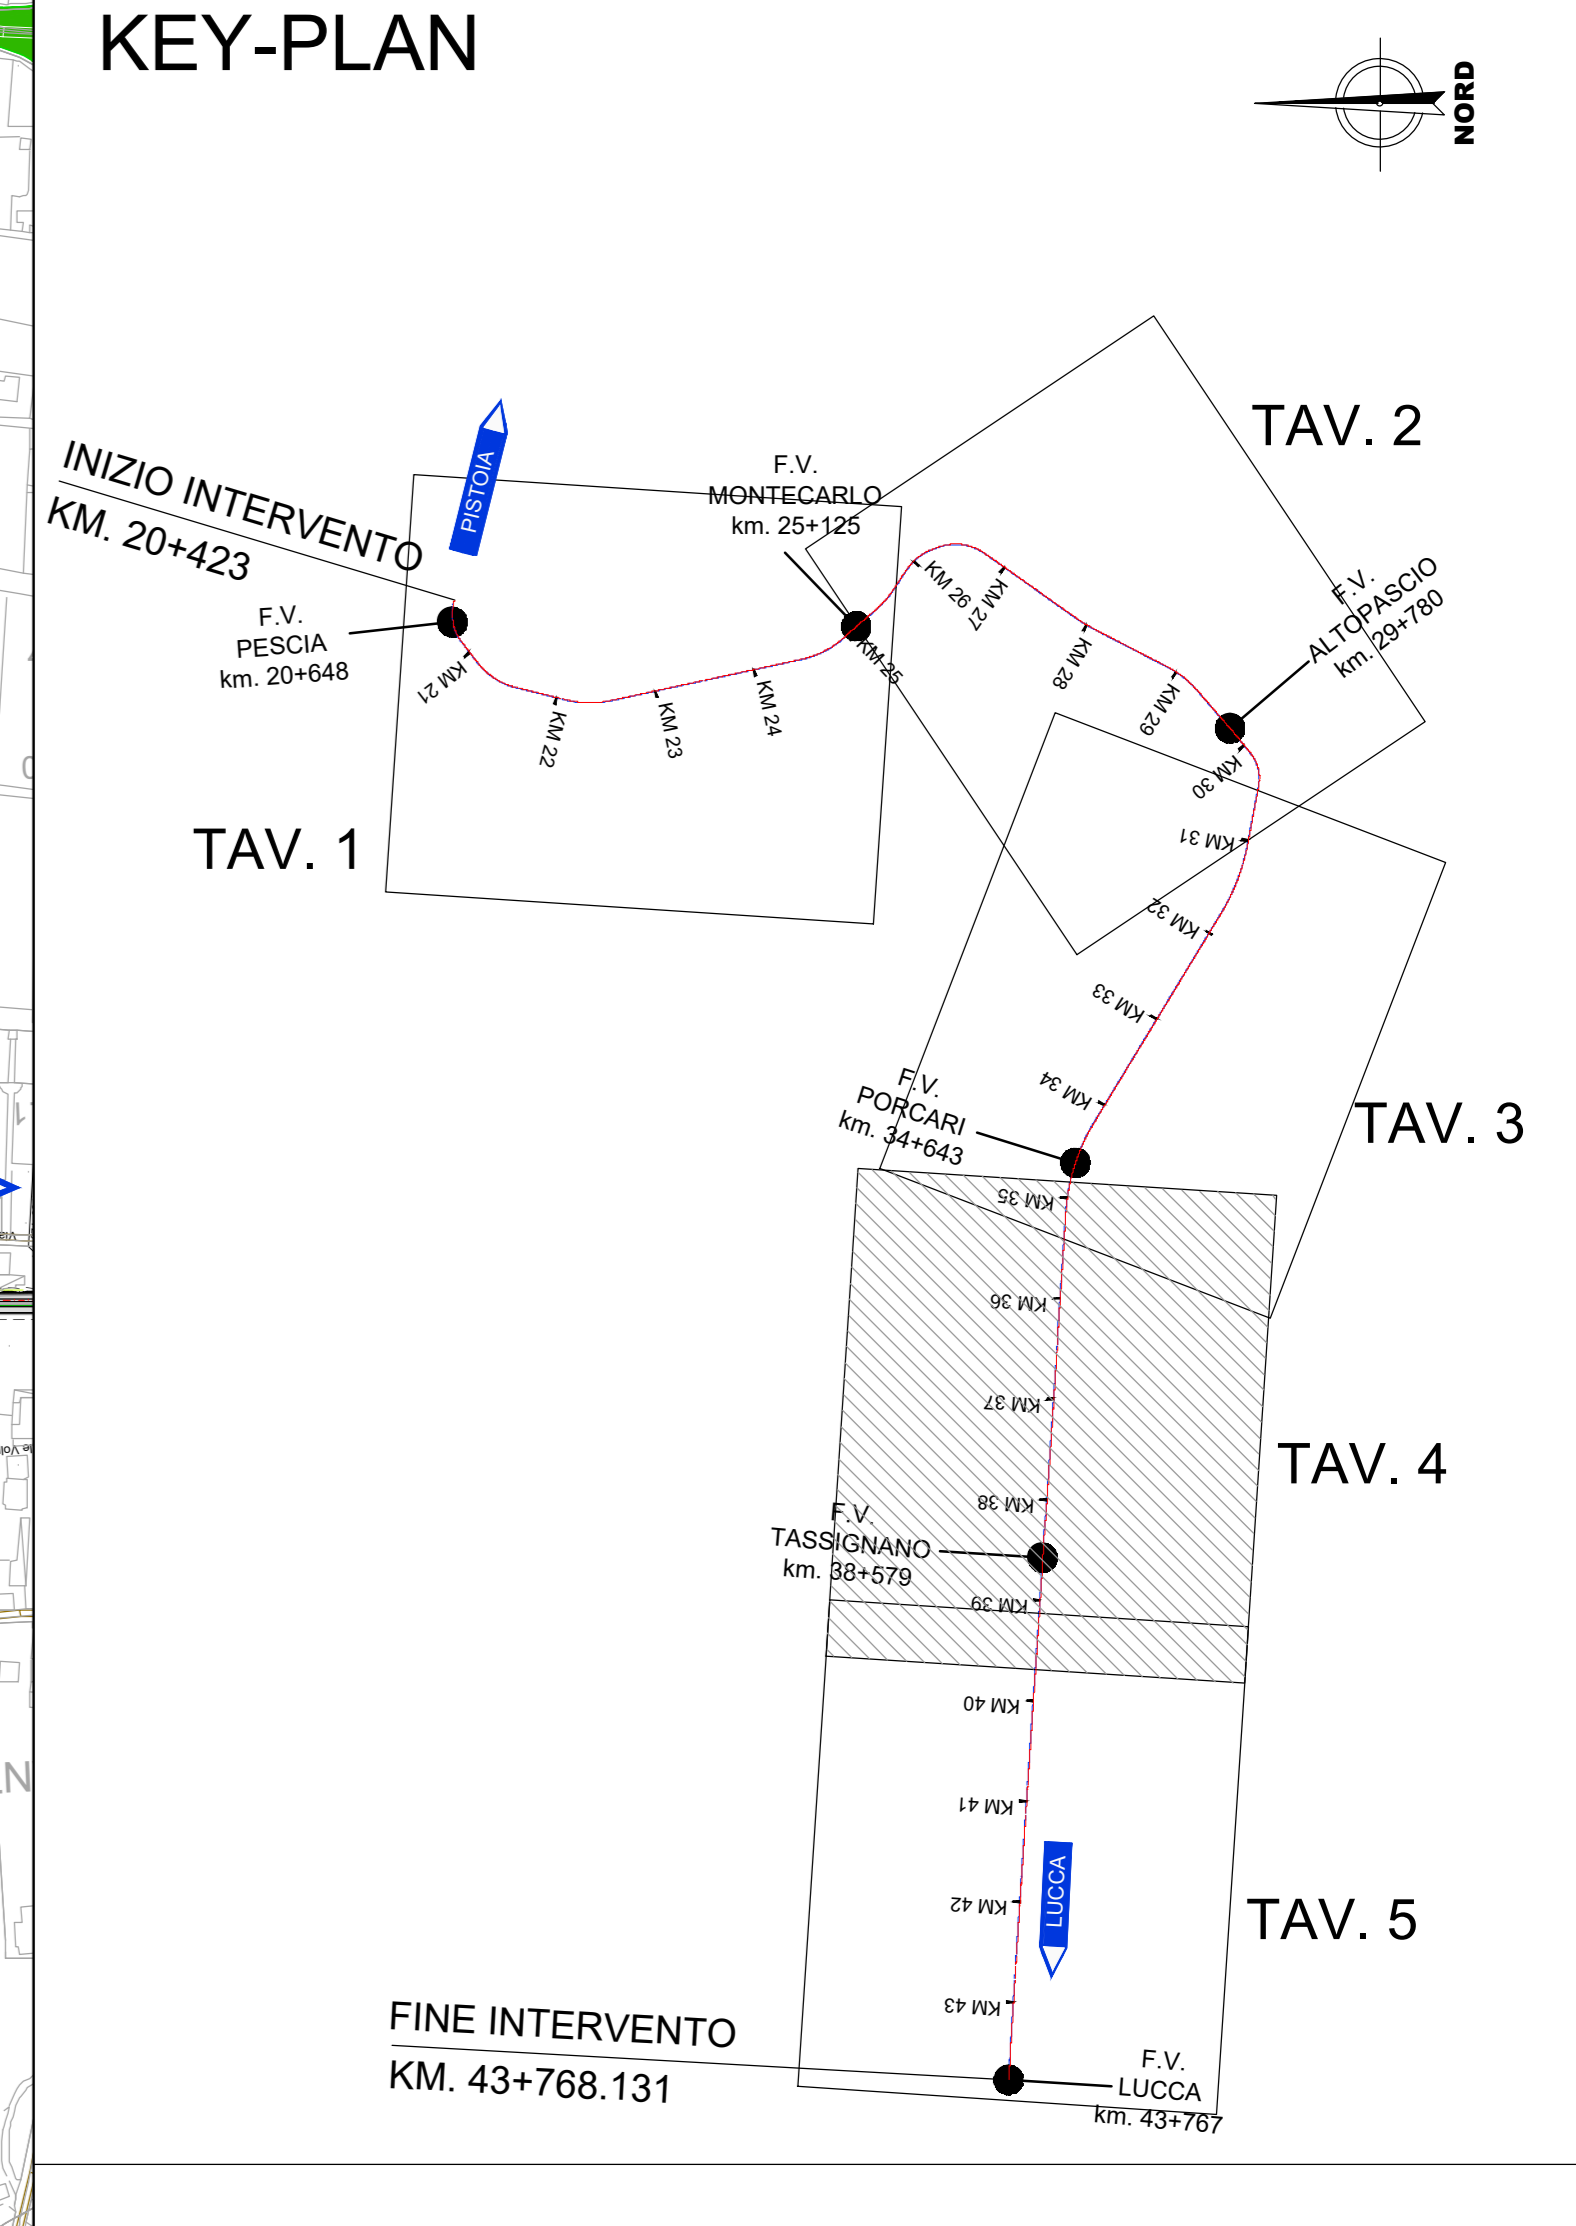 KEY-PLAN
NORD
TAV. 2
INIZIO INTERVENTO
KM. 20+423
PISTOIA
F.V.
MONTECARLO
km. 25+125
F.V.
PESCIA
km. 20+648
F.V.
ALTOPASCIO
km. 29+780
KM 21
KM 22
KM 23
KM 24
KM 25
KM 26
KM 27
KM 28
KM 29
KM 30
KM 31
KM 32
KM 33
KM 34
TAV. 1
F.V.
PORCARI
km. 34+643
TAV. 3
KM 35
KM 36
KM 37
KM 38
TAV. 4
F.V.
TASSIGNANO
km. 38+579
KM 39
KM 40
KM 41
KM 42
KM 43
LUCCA
TAV. 5
FINE INTERVENTO
KM. 43+768.131
F.V.
LUCCA
km. 43+767